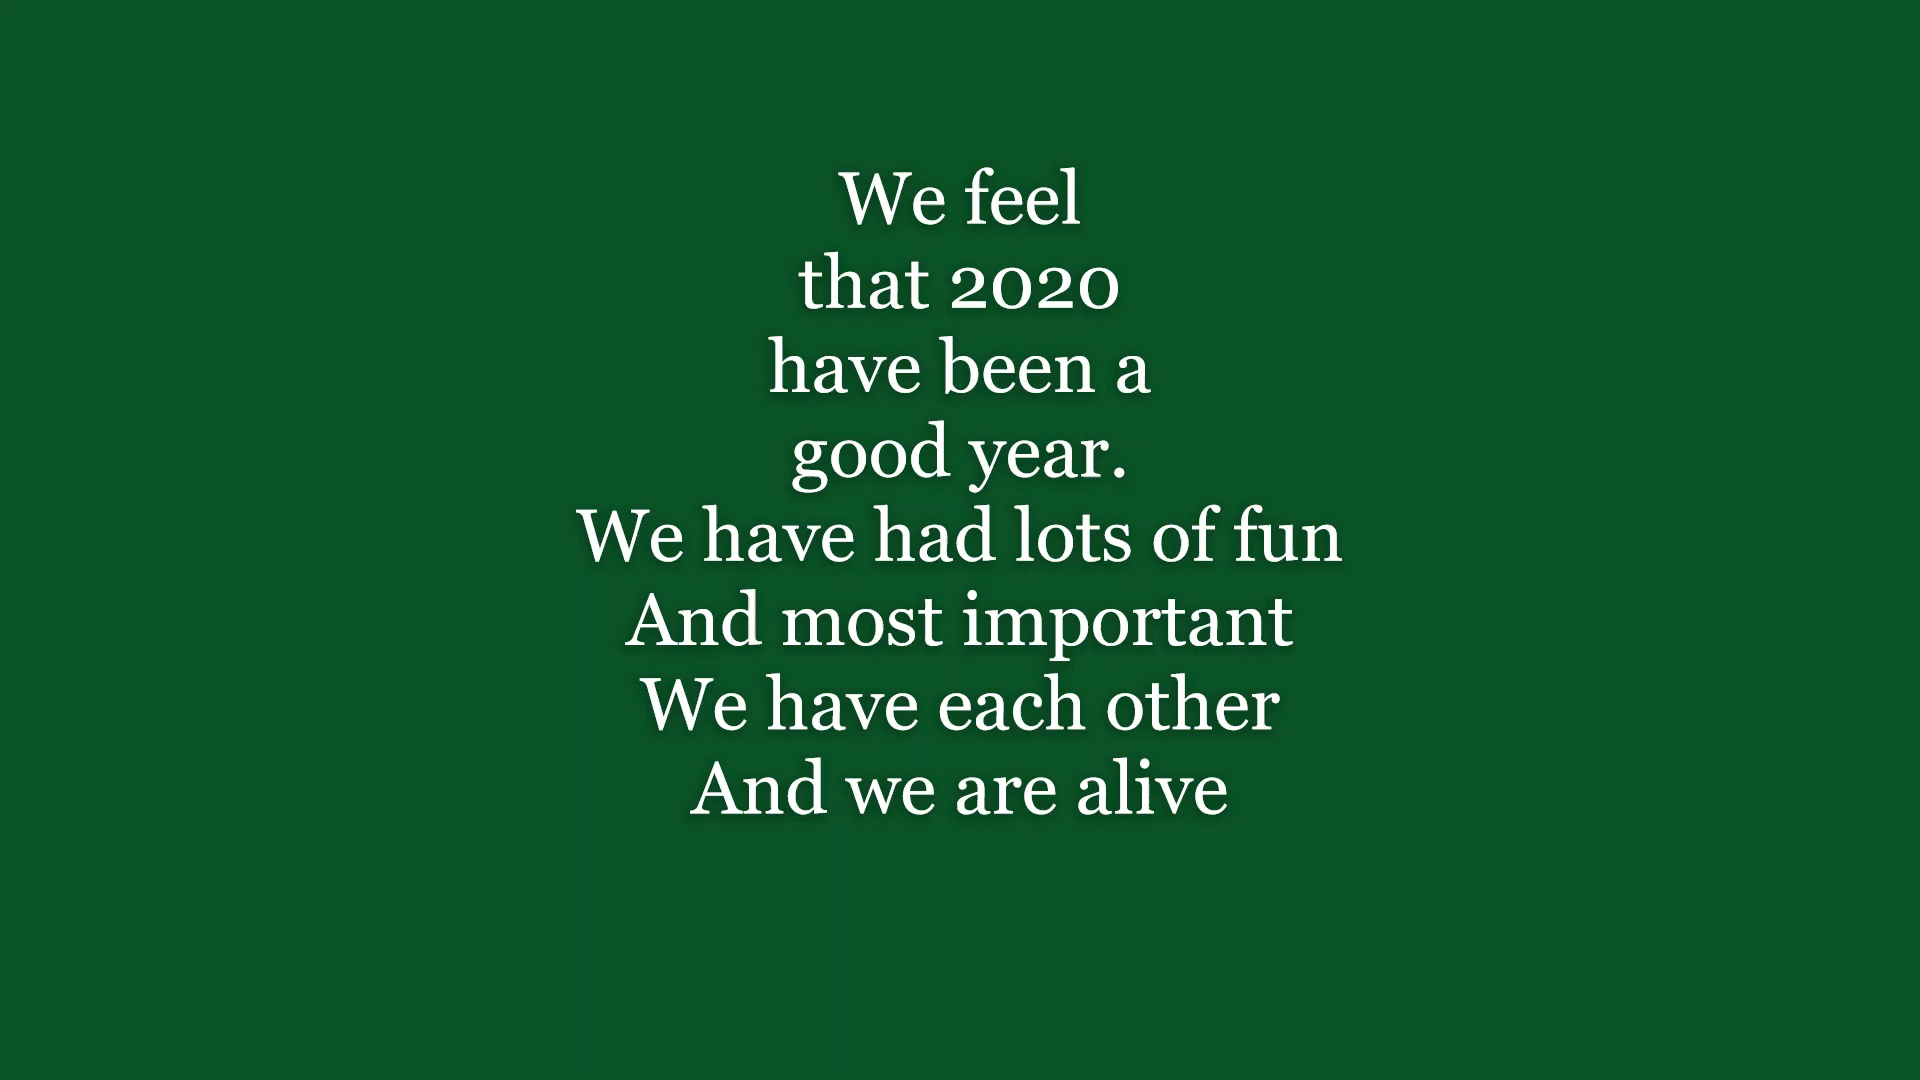 We feel
that 2020
have been a
good year.
We have had lots of fun
And most important
We have each other
And we are alive